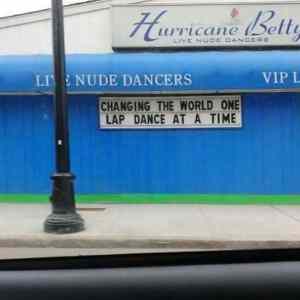 Hurricane Betty
LIVE NUDE DANCERS
LIVE NUDE DANCERS VIP L
CHANGING THE WORLD ONE
LAP DANCE AT A TIME